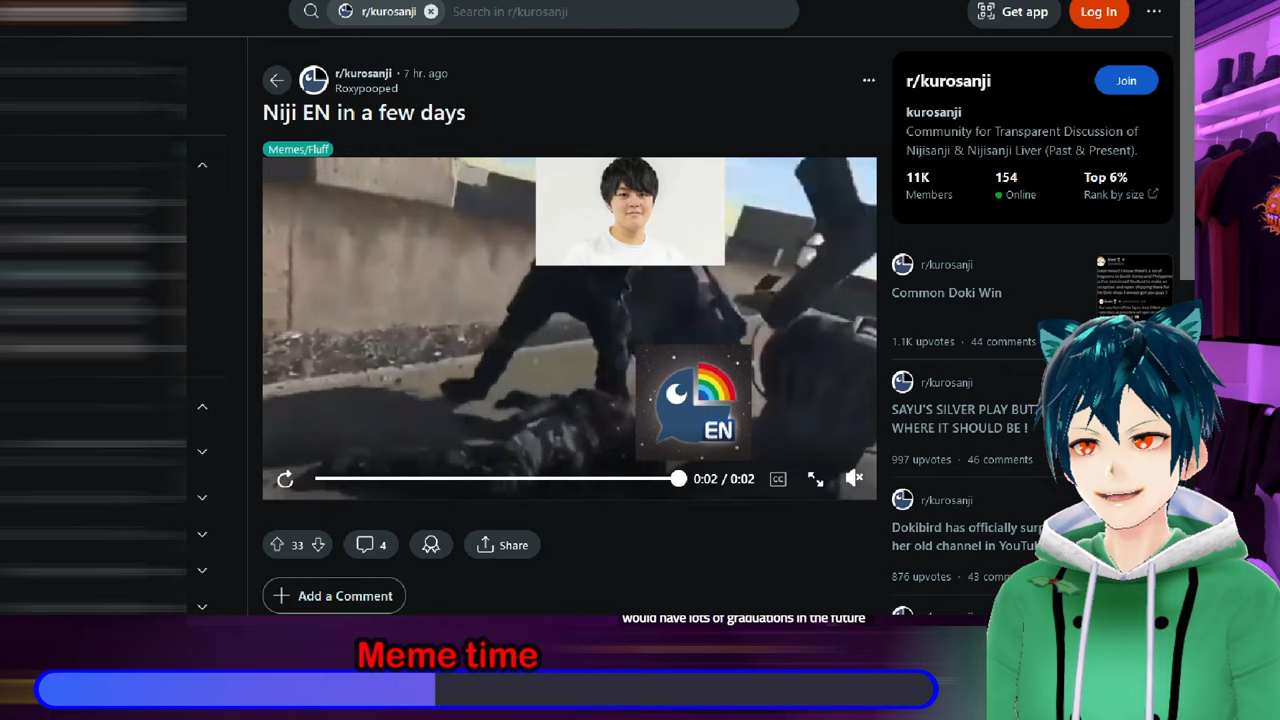 r/kurosanji
Search in r/kurosanji
Get app
Log In
r/kurosanji • 7 hr. ago
Roxypooped
Niji EN in a few days
Memes/Fluff
EN
0:02 / 0:02
CC
33
4
Share
Add a Comment
r/kurosanji
Join
kurosanji
Community for Transparent Discussion of
Nijisanji & Nijisanji Liver (Past & Present).
11K
154
Top 6%
Members
Online
Rank by size
r/kurosanji
Common Doki Win
1.1K upvotes • 44 comments
r/kurosanji
SAYU'S SILVER PLAY
WHERE IT SHOULD BE !
997 upvotes • 46 comments
r/kurosanji
Dokibird has officially
her old channel in
876 upvotes • 43
would have lots of graduations in the future
Meme time